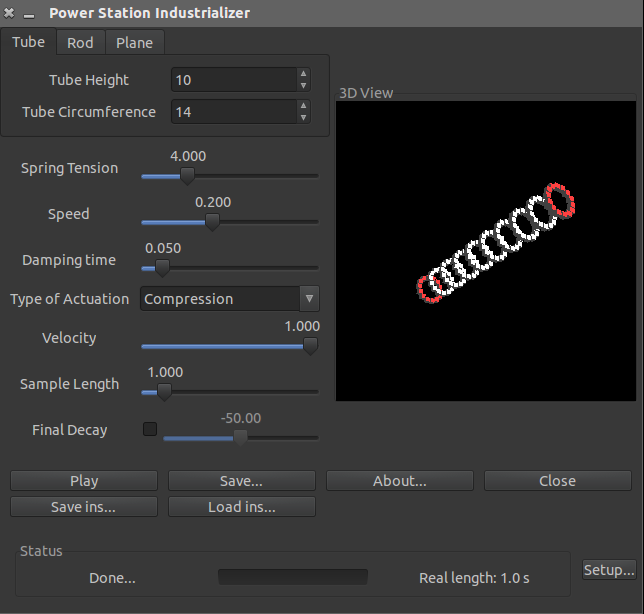 Power Station Industrializer
Tube Rod Plane
Tube Height 10
Tube Circumference 14
3D View
4.000
Spring Tension
0.200
Speed
0.050
Damping time
Type of Actuation Compression
1.000
Velocity
1.000
Sample Length
-50.00
Final Decay
Play Save... About... Close
Save ins... Load ins...
Status
Done... Real length: 1.0 s
Setup...